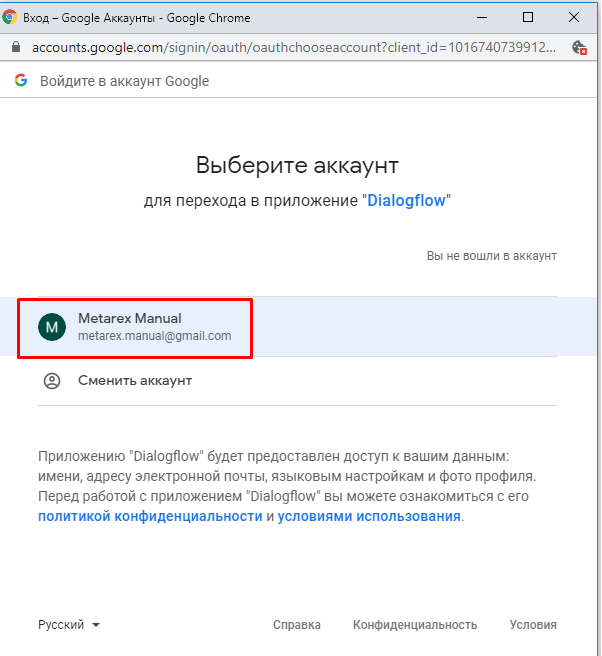 Вход – Google Аккаунты - Google Chrome
accounts.google.com/signin/oauth/oauthchooseaccount?client_id=1016740739912...
Войдите в аккаунт Google
Выберите аккаунт
для перехода в приложение "Dialogflow"
Вы не вошли в аккаунт
M
Metarex Manual
metarex.manual@gmail.com
Сменить аккаунт
Приложению "Dialogflow" будет предоставлен доступ к вашим данным:
имени, адресу электронной почты, языковым настройкам и фото профиля.
Перед работой с приложением "Dialogflow" вы можете ознакомиться с его
политикой конфиденциальности и условиями использования.
Русский
Справка
Конфиденциальность
Условия